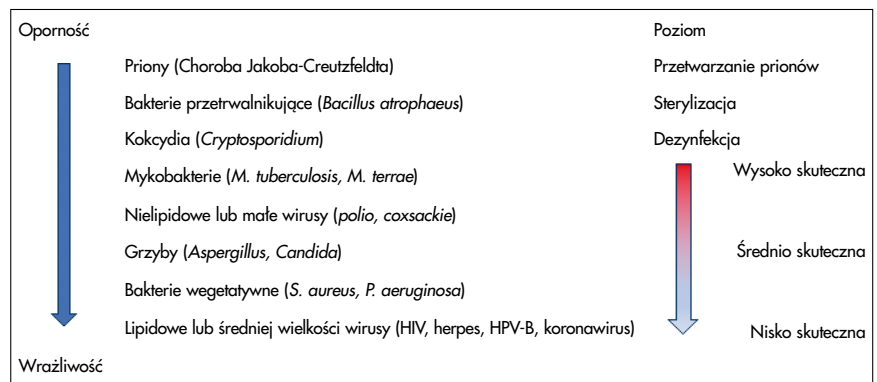 Oporność Poziom
Priony (Choroba Jakoba-Creutzfeldta) Przetwarzanie prionów
Bakterie przetrwalnikujące (Bacillus atrophaeus) Sterylizacja
Kokcydia (Cryptosporidium) Dezynfekcja
Mykobakterie (M. tuberculosis, M. terrae) Wysoko skuteczna
Nielipidowe lub małe wirusy (polio, coxsackie)
Grzyby (Aspergillus, Candida) Średnio skuteczna
Bakterie wegetatywne (S. aureus, P. aeruginosa)
Lipidowe lub średniej wielkości wirusy (HIV, herpes, HPV-B, koronawirus) Nisko skuteczna
Wrażliwość